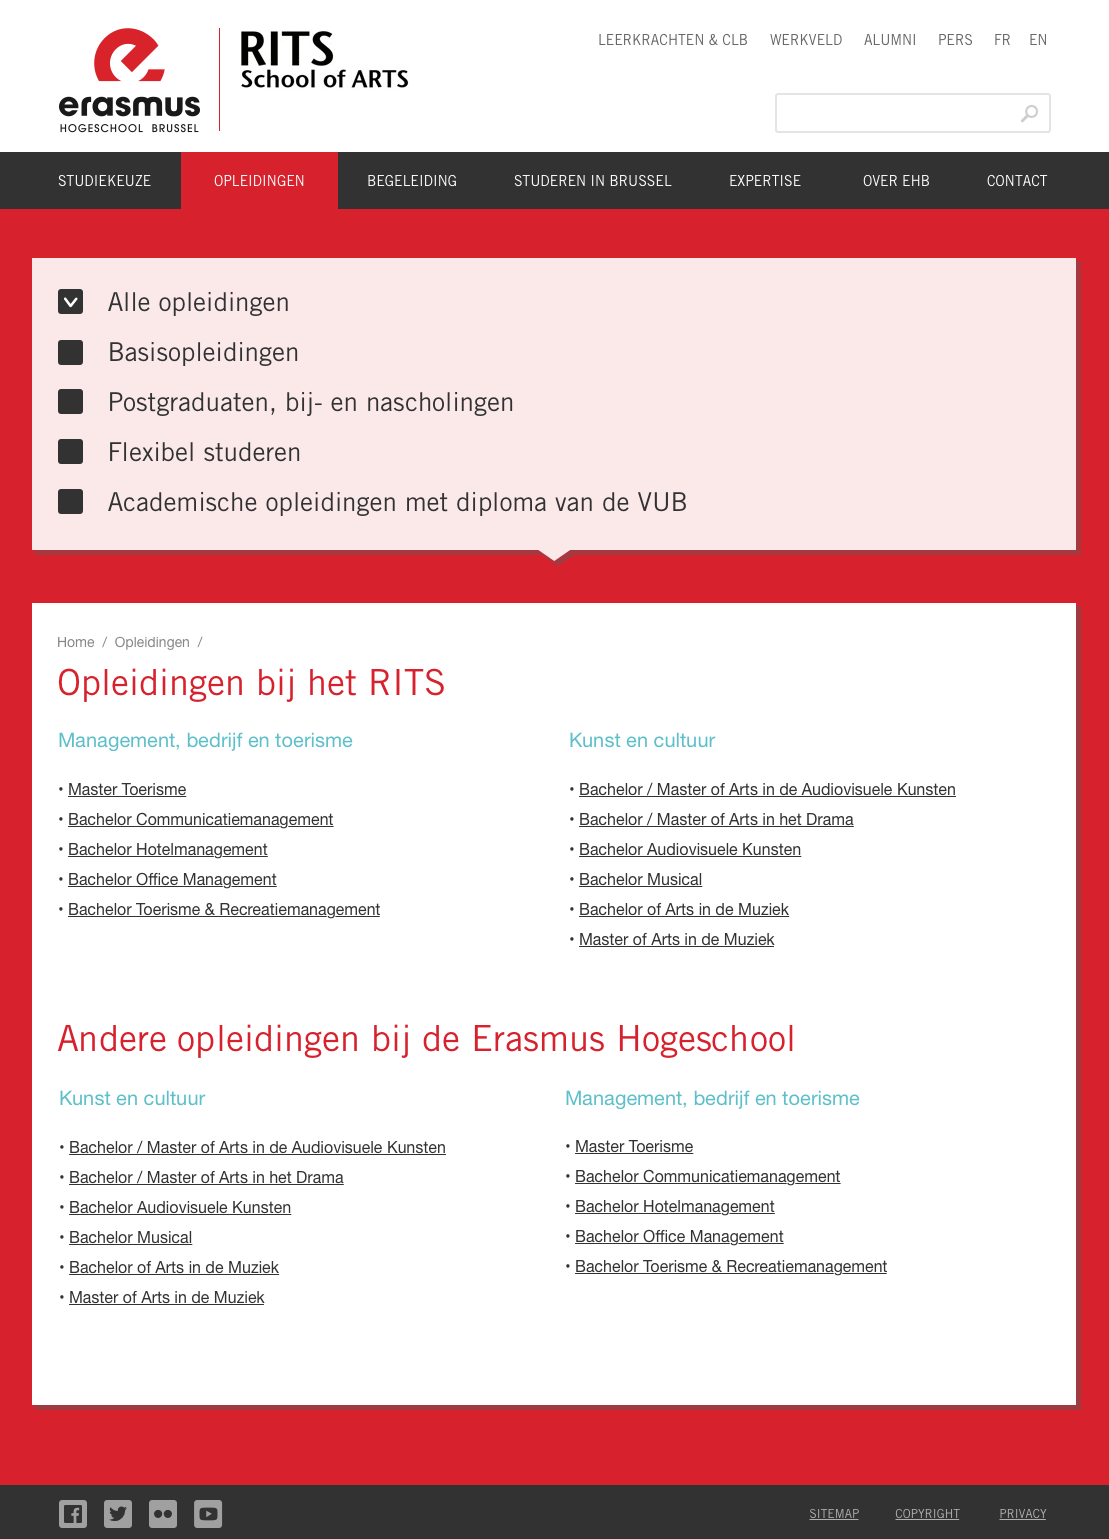 erasmus
HOGESCHOOL BRUSSEL
RITS
School of ARTS
LEERKRACHTEN & CLB WERKVELD ALUMNI PERS FR EN
STUDIEKEUZE OPLEIDINGEN BEGELEIDING STUDEREN IN BRUSSEL EXPERTISE OVER EHB CONTACT
Alle opleidingen
Basisopleidingen
Postgraduaten, bij- en nascholingen
Flexibel studeren
Academische opleidingen met diploma van de VUB
Home / Opleidingen /
Opleidingen bij het RITS
Management, bedrijf en toerisme
• Master Toerisme
• Bachelor Communicatiemanagement
• Bachelor Hotelmanagement
• Bachelor Office Management
• Bachelor Toerisme & Recreatiemanagement
Kunst en cultuur
• Bachelor / Master of Arts in de Audiovisuele Kunsten
• Bachelor / Master of Arts in het Drama
• Bachelor Audiovisuele Kunsten
• Bachelor Musical
• Bachelor of Arts in de Muziek
• Master of Arts in de Muziek
Andere opleidingen bij de Erasmus Hogeschool
Kunst en cultuur
• Bachelor / Master of Arts in de Audiovisuele Kunsten
• Bachelor / Master of Arts in het Drama
• Bachelor Audiovisuele Kunsten
• Bachelor Musical
• Bachelor of Arts in de Muziek
• Master of Arts in de Muziek
Management, bedrijf en toerisme
• Master Toerisme
• Bachelor Communicatiemanagement
• Bachelor Hotelmanagement
• Bachelor Office Management
• Bachelor Toerisme & Recreatiemanagement
SITEMAP COPYRIGHT PRIVACY